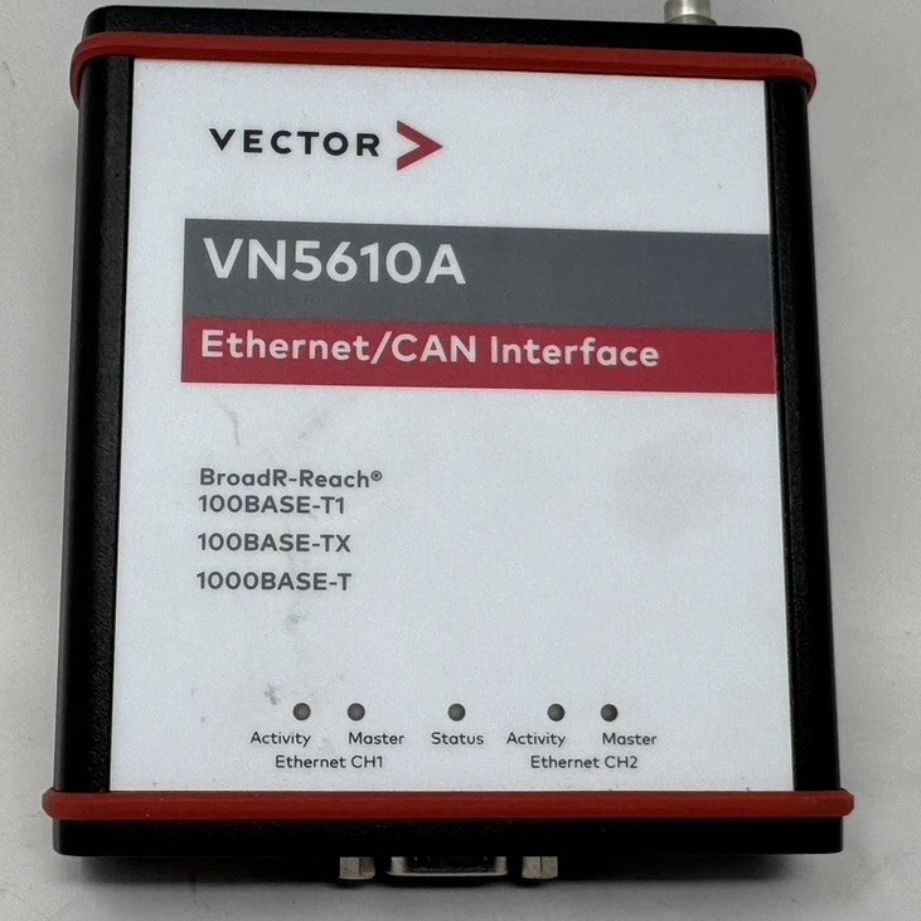 VECTOR
VN5610A
Ethernet/CAN Interface
BroadR-Reach®
100BASE-T1
100BASE-TX
1000BASE-T
Activity Master Status Activity Master
Ethernet CH1 Ethernet CH2